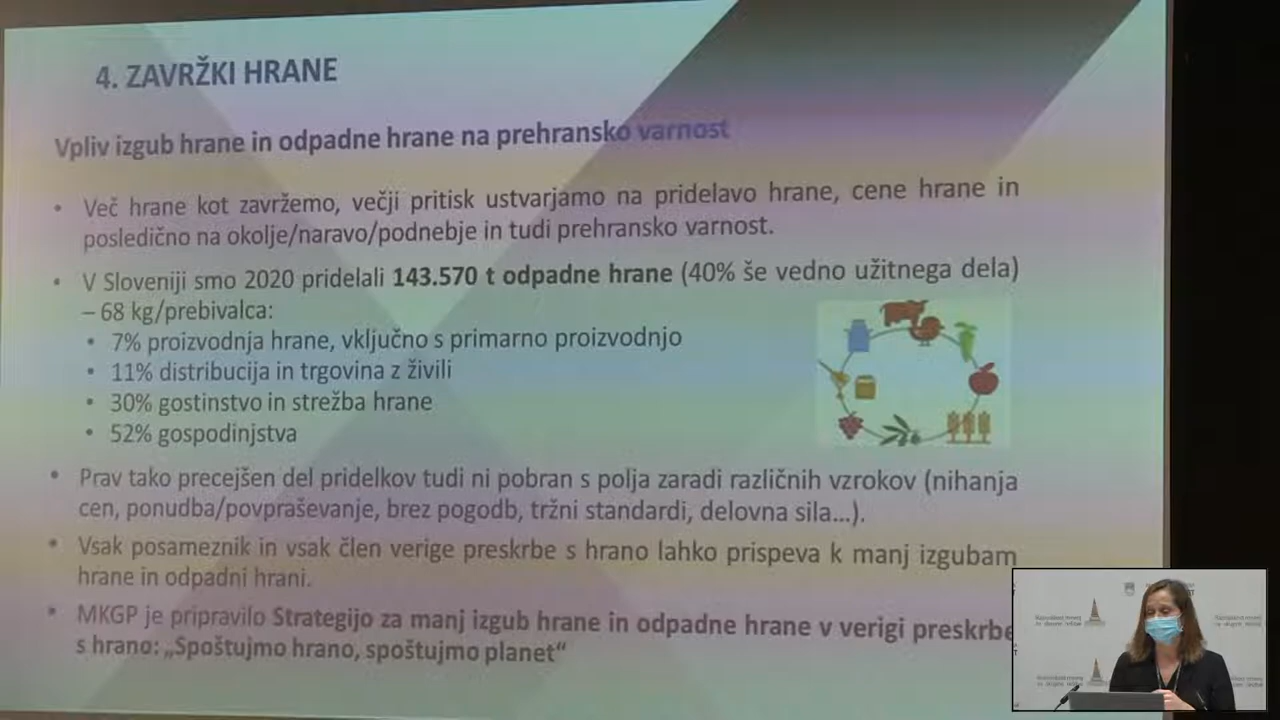 4. ZAVRŽKI HRANE
Vpliv izgub hrane in odpadne hrane na prehransko varnost
• Več hrane kot zavržemo, večji pritisk ustvarjamo na pridelavo hrane, cene hrane in
posledično na okolje/naravo/podnebje in tudi prehransko varnost.
• V Sloveniji smo 2020 pridelali 143.570 t odpadne hrane (40% še vedno užitnega dela)
– 68 kg/prebivalca:
• 7% proizvodnja hrane, vključno s primarno proizvodnjo
• 11% distribucija in trgovina z živili
• 30% gostinstvo in strežba hrane
• 52% gospodinjstva
• Prav tako precejšen del pridelkov tudi ni pobran s polja zaradi različnih vzrokov (nihanja
cen, ponudba/povpraševanje, brez pogodb, tržni standardi, delovna sila…).
• Vsak posameznik in vsak člen verige preskrbe s hrano lahko prispeva k manj izgubam
hrane in odpadni hrani.
• MKGP je pripravilo Strategijo za manj izgub hrane in odpadne hrane v verigi preskrbe
s hrano: „Spoštujmo hrano, spoštujmo planet“